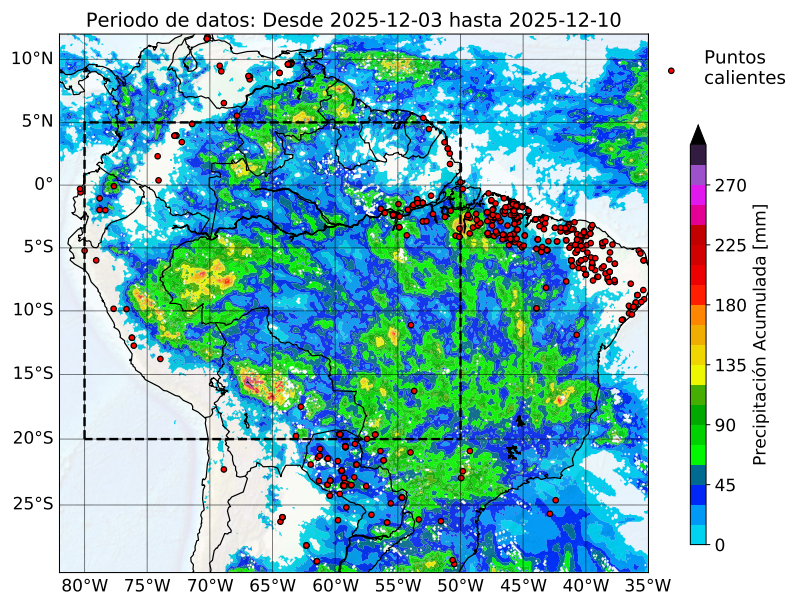 Periodo de datos: Desde 2025-12-03 hasta 2025-12-10
10°N
5°N
0°
5°S
10°S
15°S
20°S
25°S
80°W 75°W 70°W 65°W 60°W 55°W 50°W 45°W 40°W 35°W
Puntos
calientes
270
225
180
135
90
45
0
Precipitación Acumulada [mm]